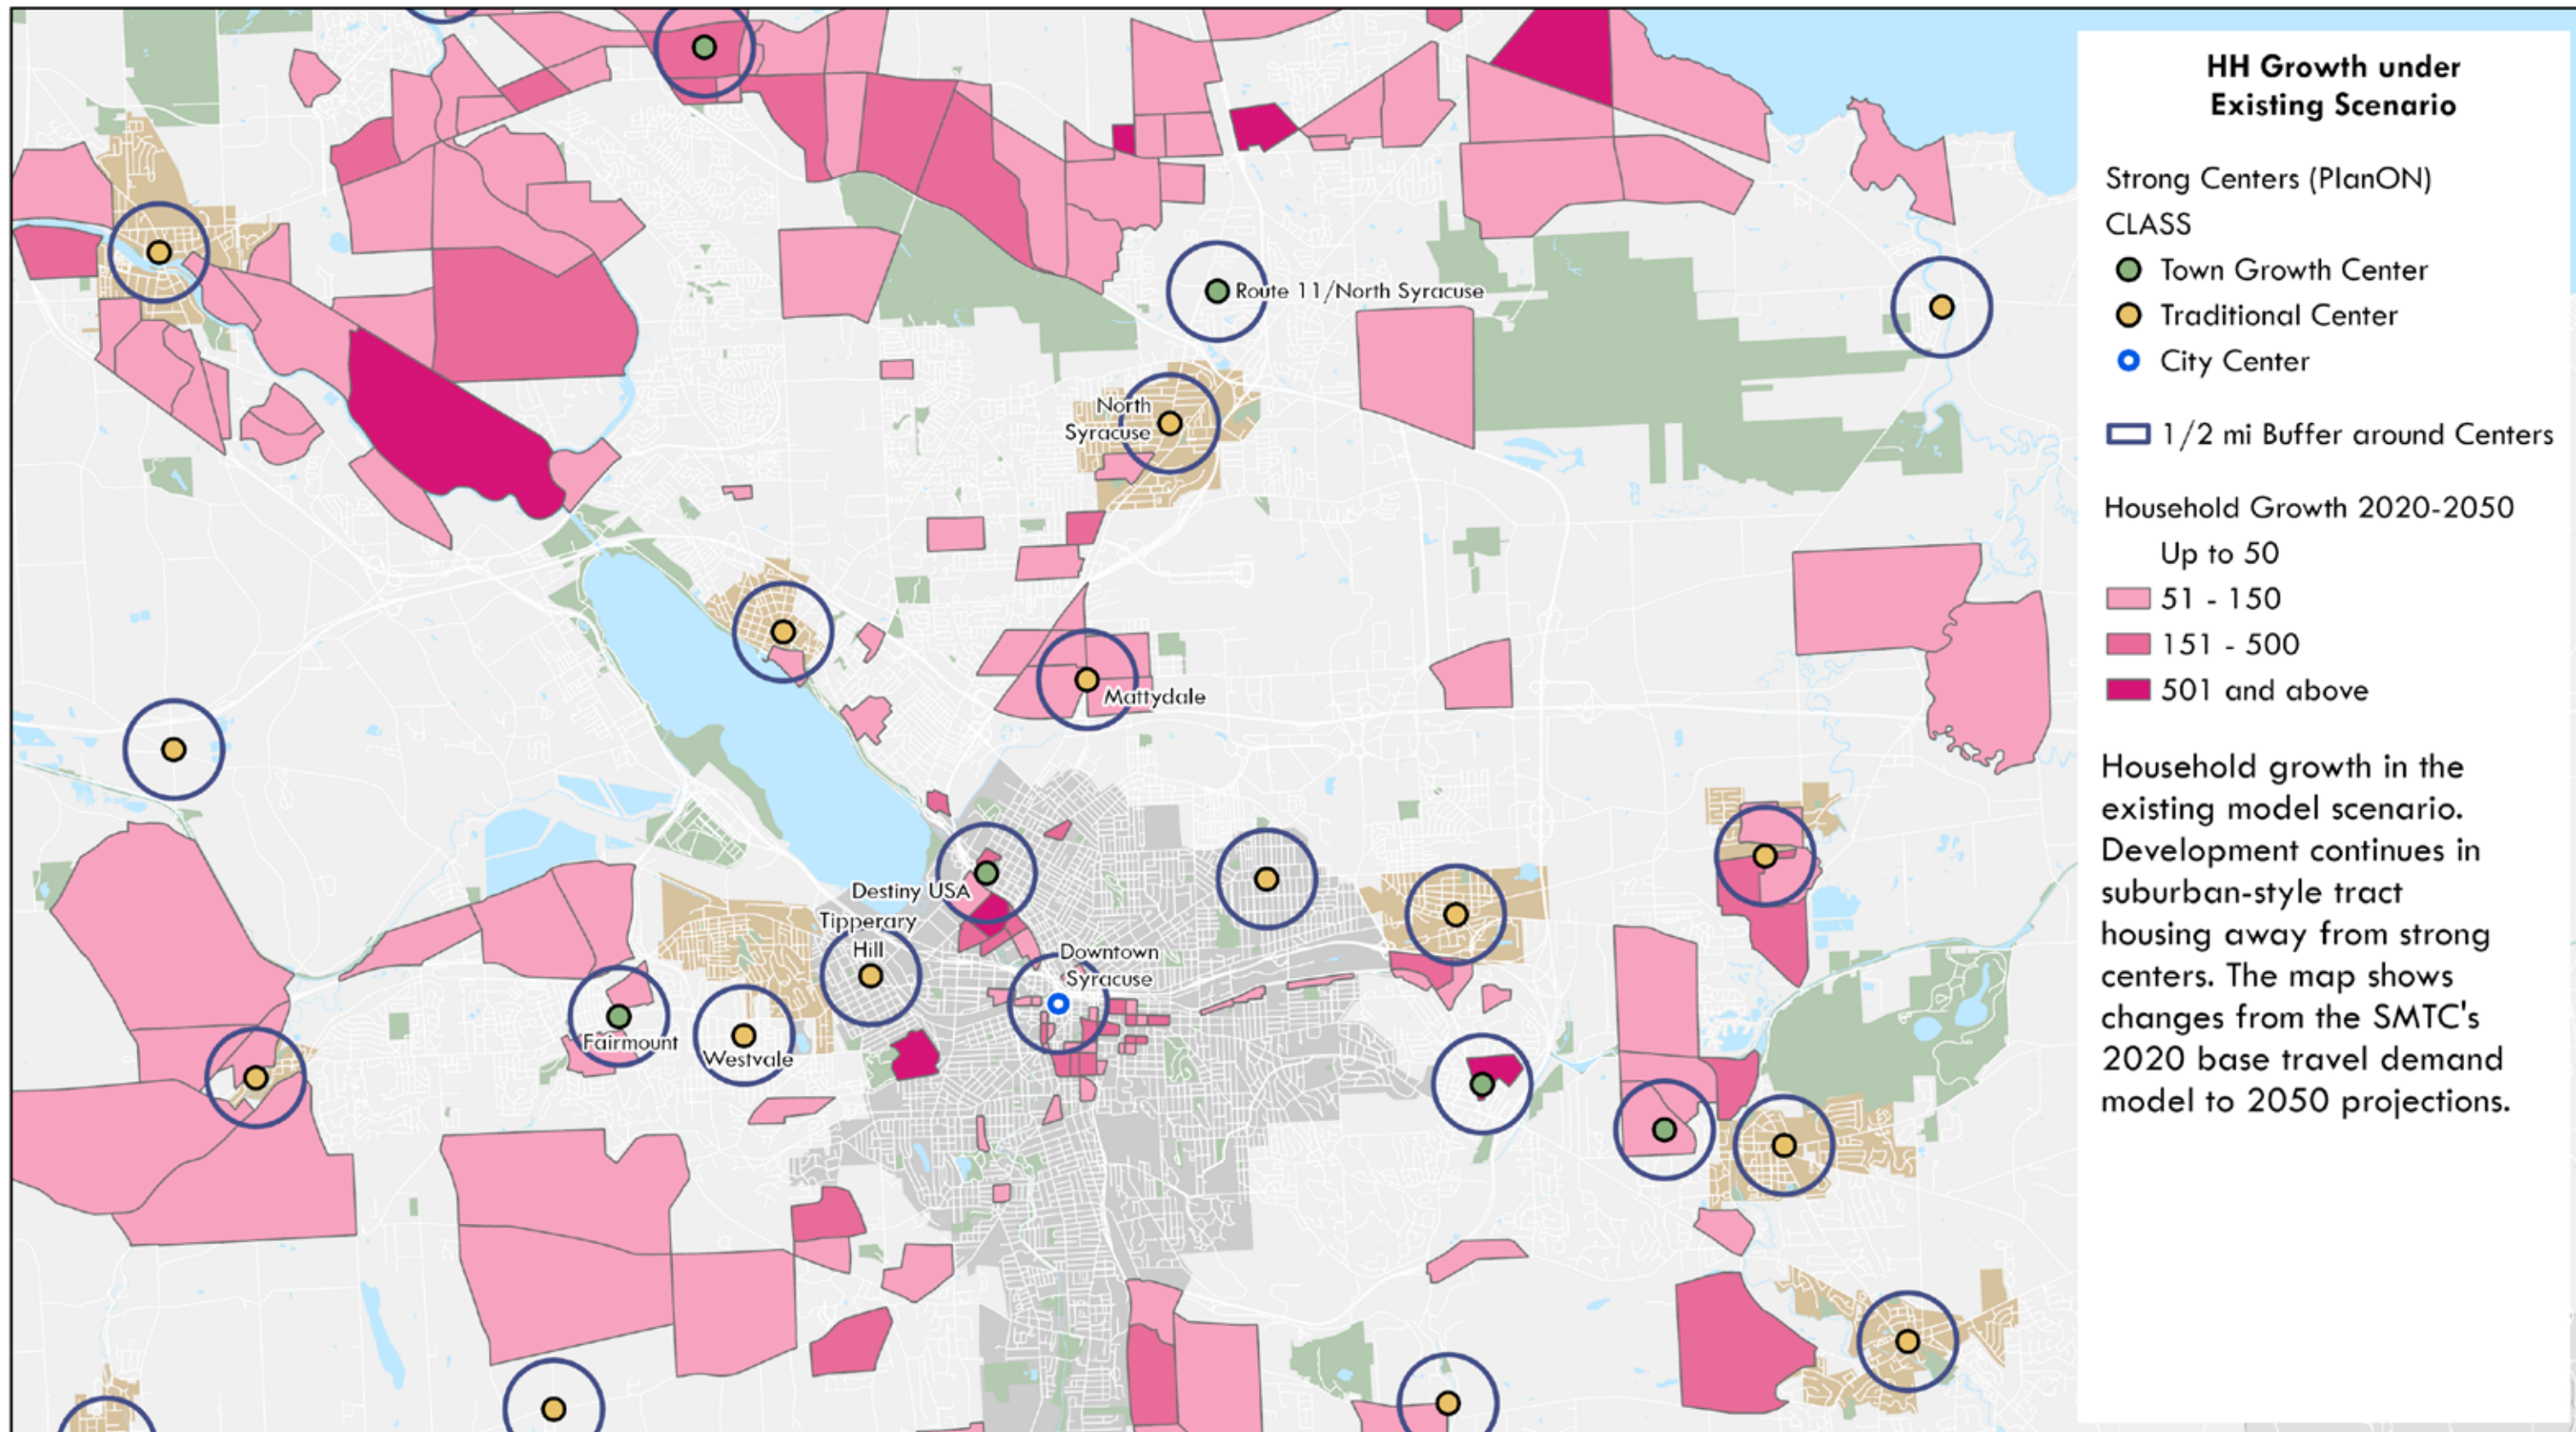 Route 11/North Syracuse
North
Syracuse
Mattydale
Destiny USA
Tipperary
Hill
Downtown
Syracuse
Fairmount
Westvale
HH Growth under
Existing Scenario
Strong Centers (PlanON)
CLASS
Town Growth Center
Traditional Center
City Center
1/2 mi Buffer around Centers
Household Growth 2020-2050
Up to 50
51 - 150
151 - 500
501 and above
Household growth in the
existing model scenario.
Development continues in
suburban-style tract
housing away from strong
centers. The map shows
changes from the SMTC's
2020 base travel demand
model to 2050 projections.